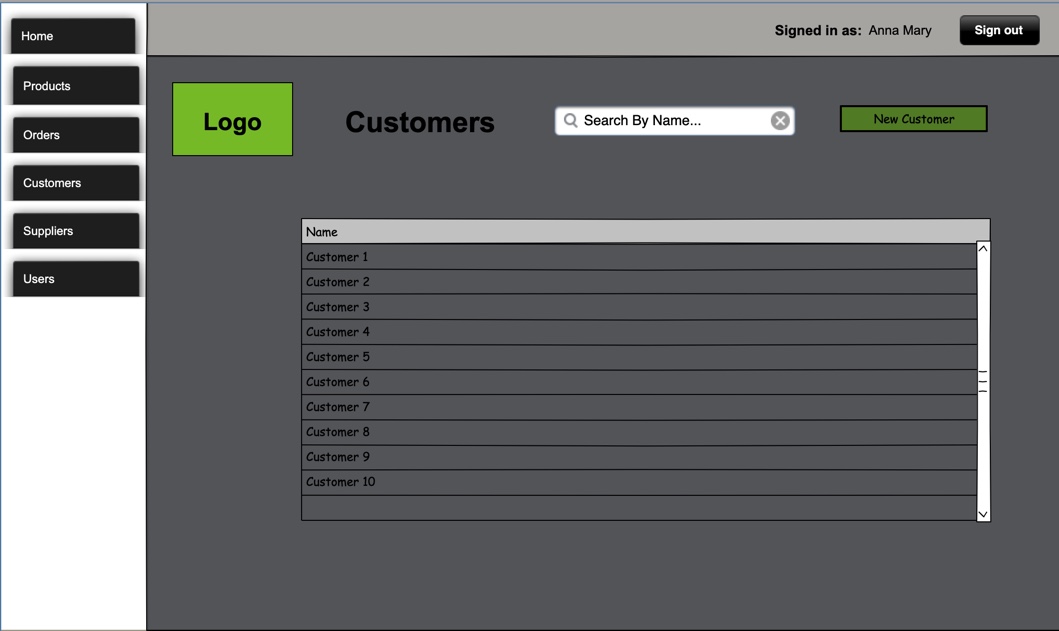 Home
Products
Orders
Customers
Suppliers
Users
Signed in as: Anna Mary
Sign out
Logo
Customers
Search By Name...
New Customer
Name
Customer 1
Customer 2
Customer 3
Customer 4
Customer 5
Customer 6
Customer 7
Customer 8
Customer 9
Customer 10